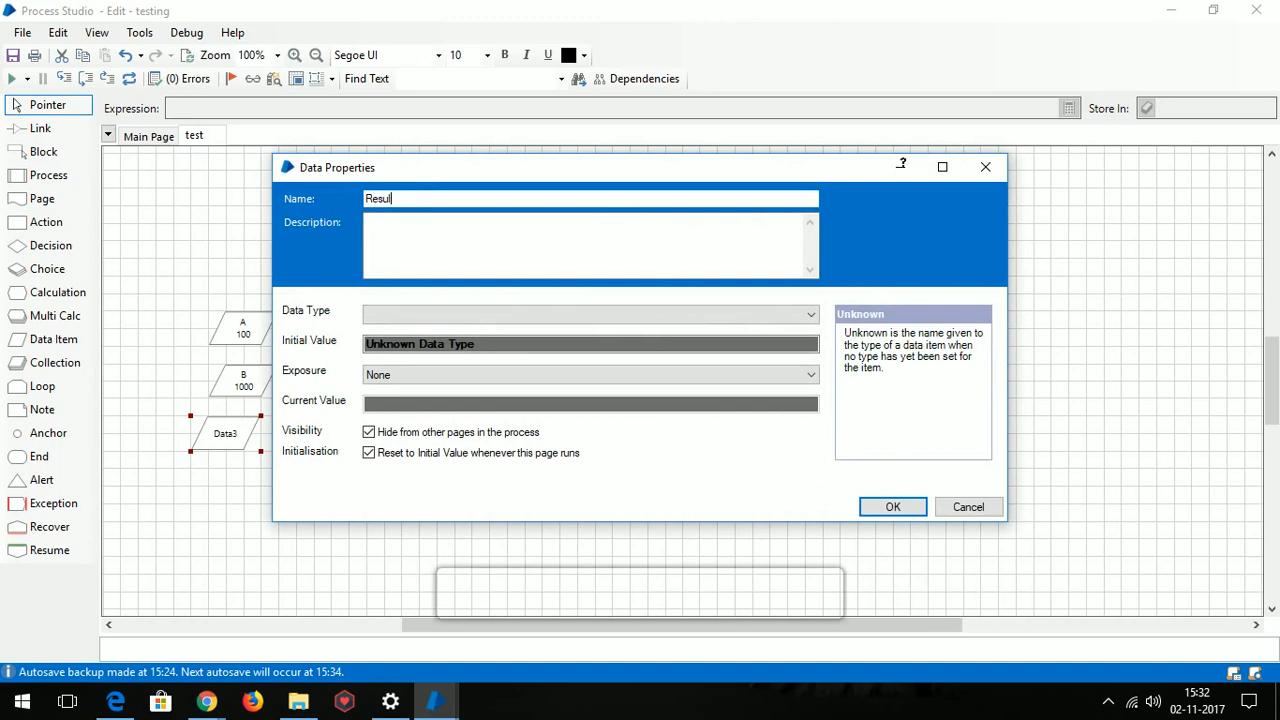 Process Studio - Edit - testing
File Edit View Tools Debug Help
Zoom 100% Segoe UI 10 B I U
(0) Errors Find Text Dependencies
Pointer Expression: Store In:
Link Main Page test
Block
Process
Page
Action
Decision
Choice
Calculation
Multi Calc
Data Item
Collection
Loop
Note
Anchor
End
Alert
Exception
Recover
Resume
A
100
B
1000
Data3
Data Properties ?
Name: Resul
Description:
Data Type
Initial Value Unknown Data Type
Exposure None
Current Value
Visibility Hide from other pages in the process
Initialisation Reset to Initial Value whenever this page runs
Unknown
Unknown is the name given to
the type of a data item when
no type has yet been set for
the item.
OK Cancel
Autosave backup made at 15:24. Next autosave will occur at 15:34.
15:32
02-11-2017